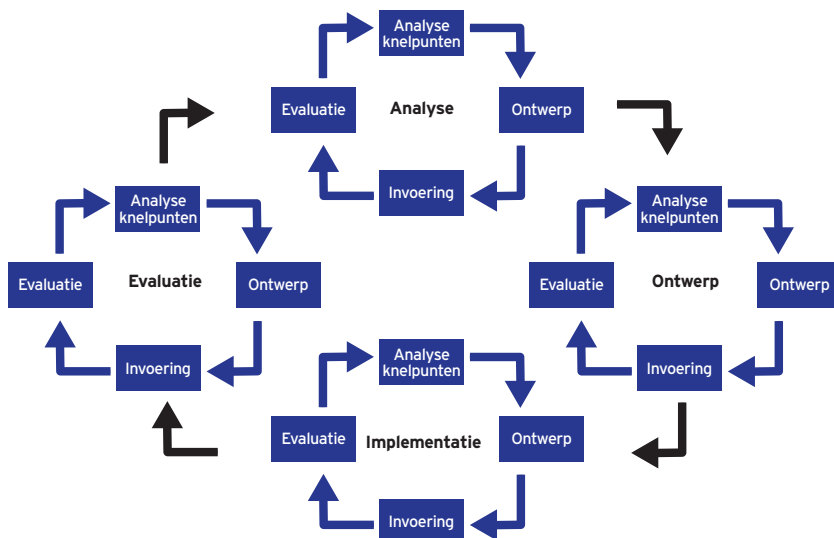 Analyse
knelpunten
Evaluatie
Analyse
Ontwerp
Invoering
Analyse
knelpunten
Evaluatie
Evaluatie
Ontwerp
Invoering
Analyse
knelpunten
Evaluatie
Ontwerp
Ontwerp
Invoering
Analyse
knelpunten
Evaluatie
Implementatie
Ontwerp
Invoering